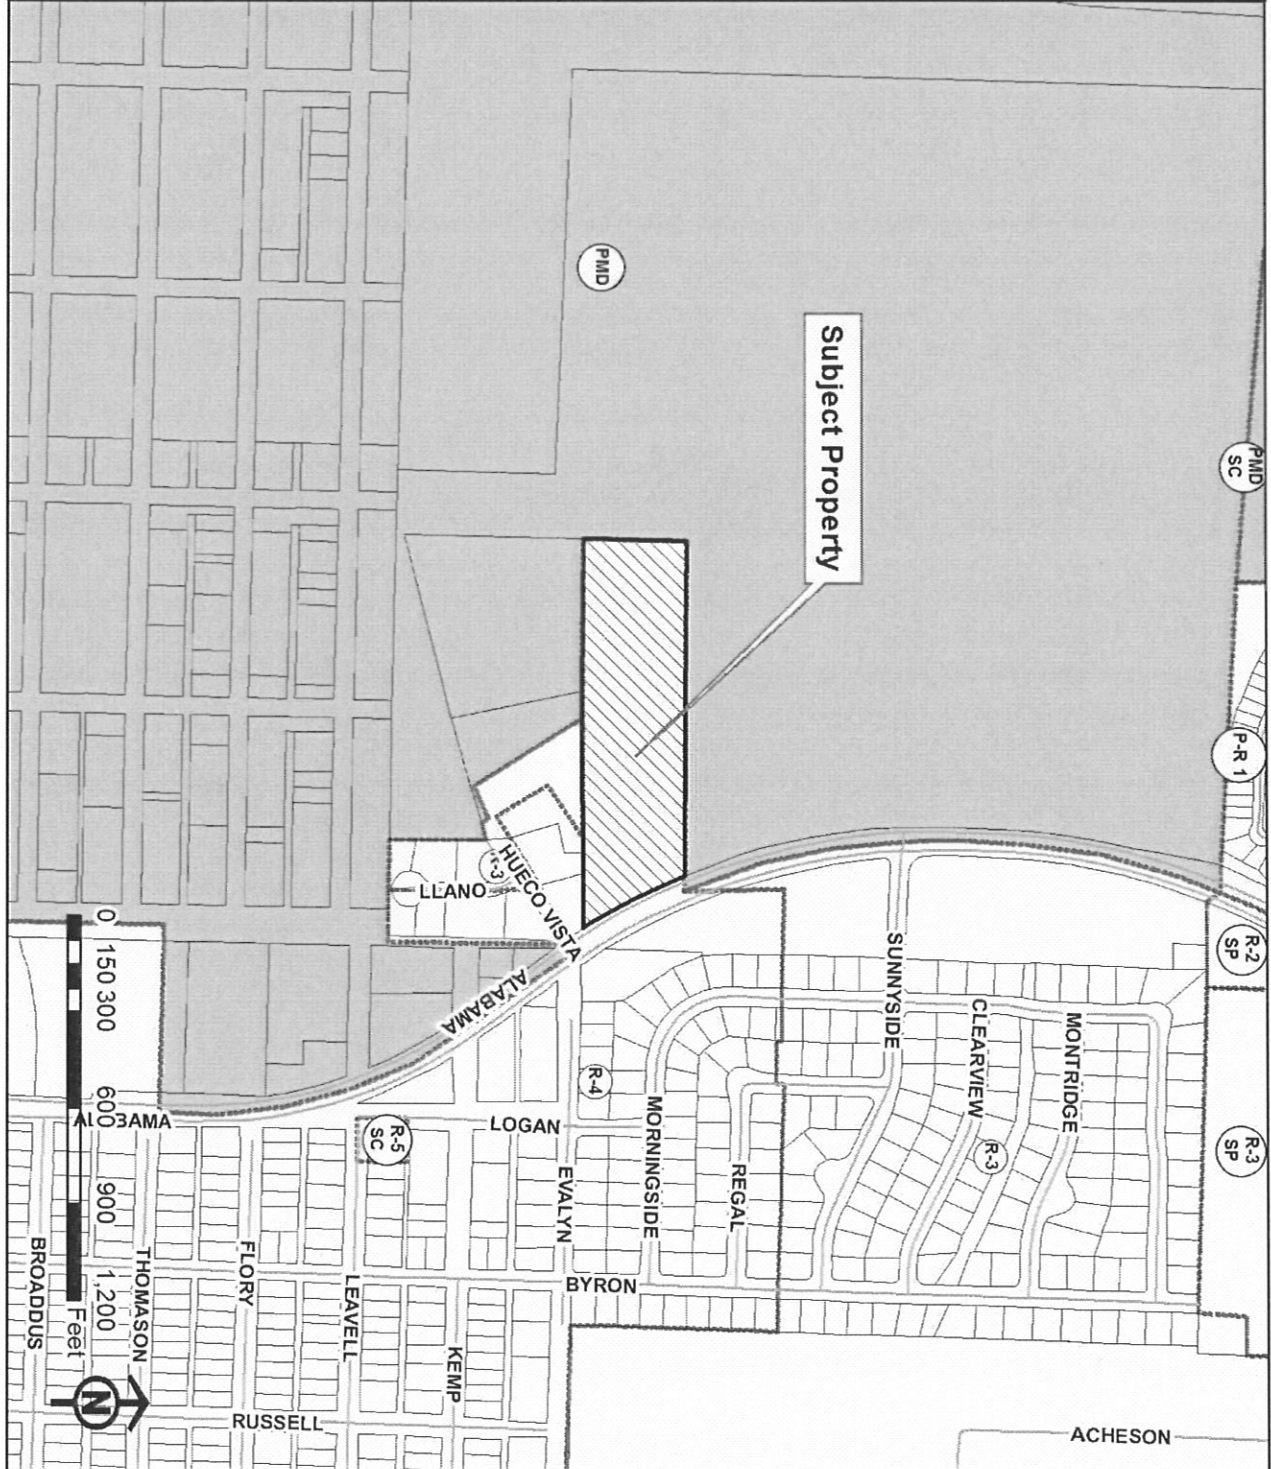 PMD
PMD
SC
Subject Property
P-R 1
HUECO VISTA
LLANO
ALABAMA
R-2
SP
SUNNYSIDE
CLEARVIEW
MONTRIDGE
R-4
R-3
R-3
SP
MORNINGSIDE
REGAL
LOGAN
R-5
SC
EVALYN
ALABAMA
BYRON
BROADDUS
THOMASON
FLORY
LEAVELL
KEMP
RUSSELL
ACHESON
0 150 300 600 900 1,200
Feet
N